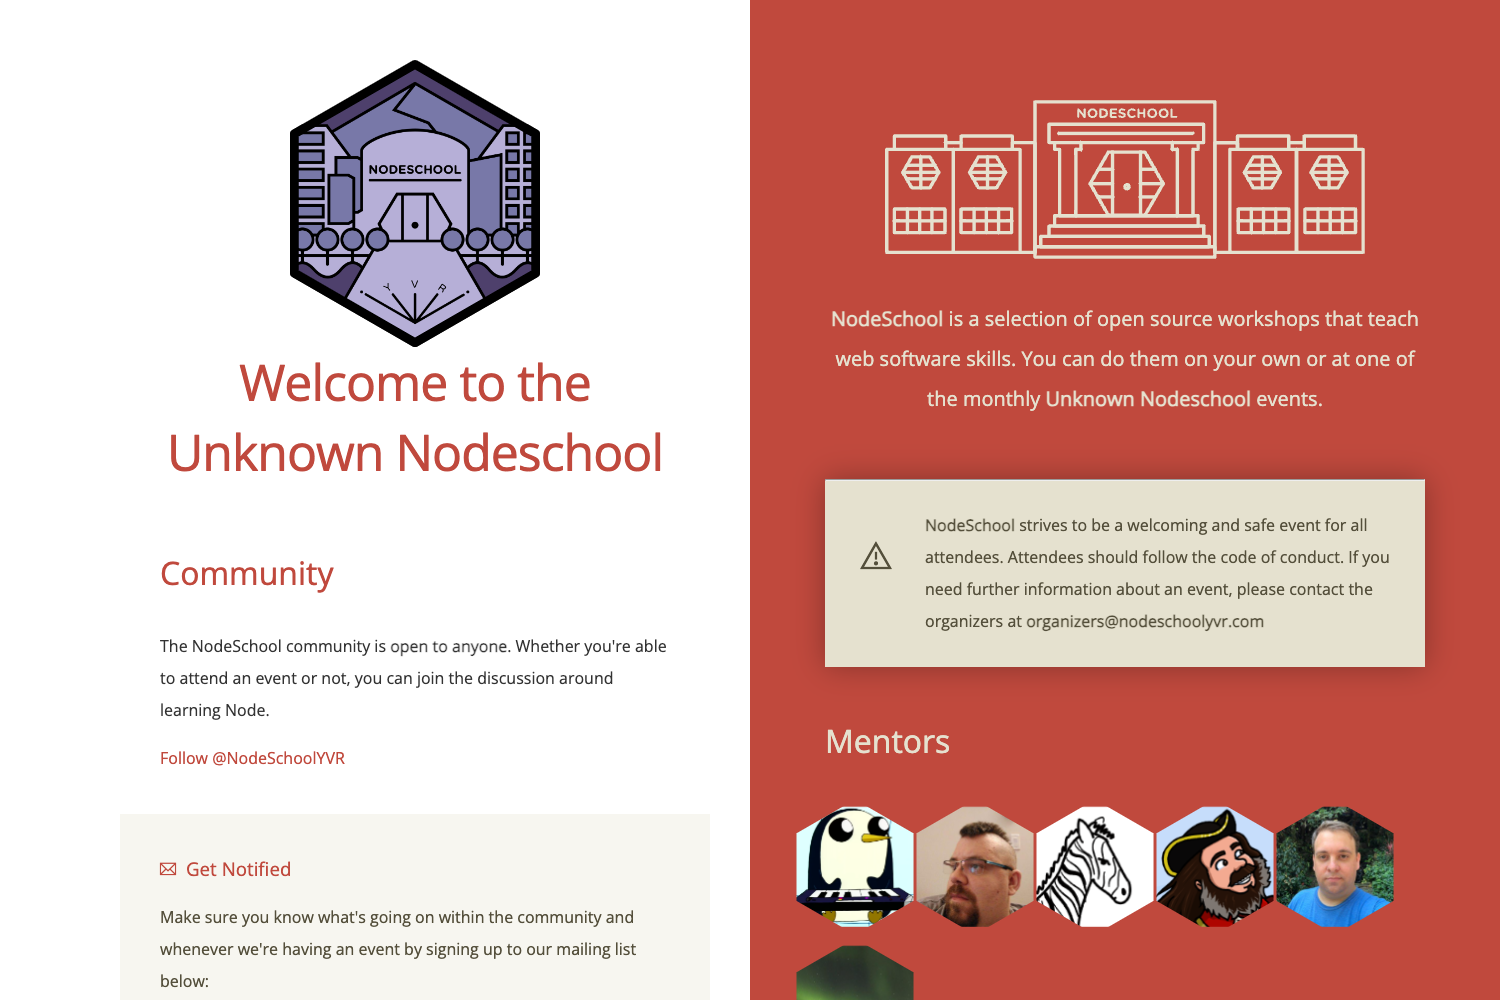 NODESCHOOL
Y V R
Welcome to the
Unknown Nodeschool
Community
The NodeSchool community is open to anyone. Whether you're able
to attend an event or not, you can join the discussion around
learning Node.
Follow @NodeSchoolYVR
Get Notified
Make sure you know what's going on within the community and
whenever we're having an event by signing up to our mailing list
below:
NODESCHOOL
NodeSchool is a selection of open source workshops that teach
web software skills. You can do them on your own or at one of
the monthly Unknown Nodeschool events.
NodeSchool strives to be a welcoming and safe event for all
attendees. Attendees should follow the code of conduct. If you
need further information about an event, please contact the
organizers at organizers@nodeschoolyvr.com
Mentors